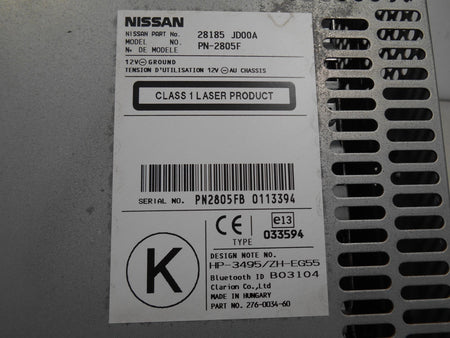 NISSAN
NISSAN PART No. 28185 JD00A
MODEL NO. PN-2805F
No DE MODELE
12V⊖GROUND
TENSION D'UTILISATION 12V ⊖ AU CHASSIS
CLASS 1 LASER PRODUCT
SERIAL NO. PN2805FB 0113394
CE e13
TYPE 033594
K
DESIGN NOTE NO.
HP-3495/ZH-EG55
Bluetooth ID B03104
Clarion Co.,Ltd
MADE IN HUNGARY
PART NO. 276-0034-60